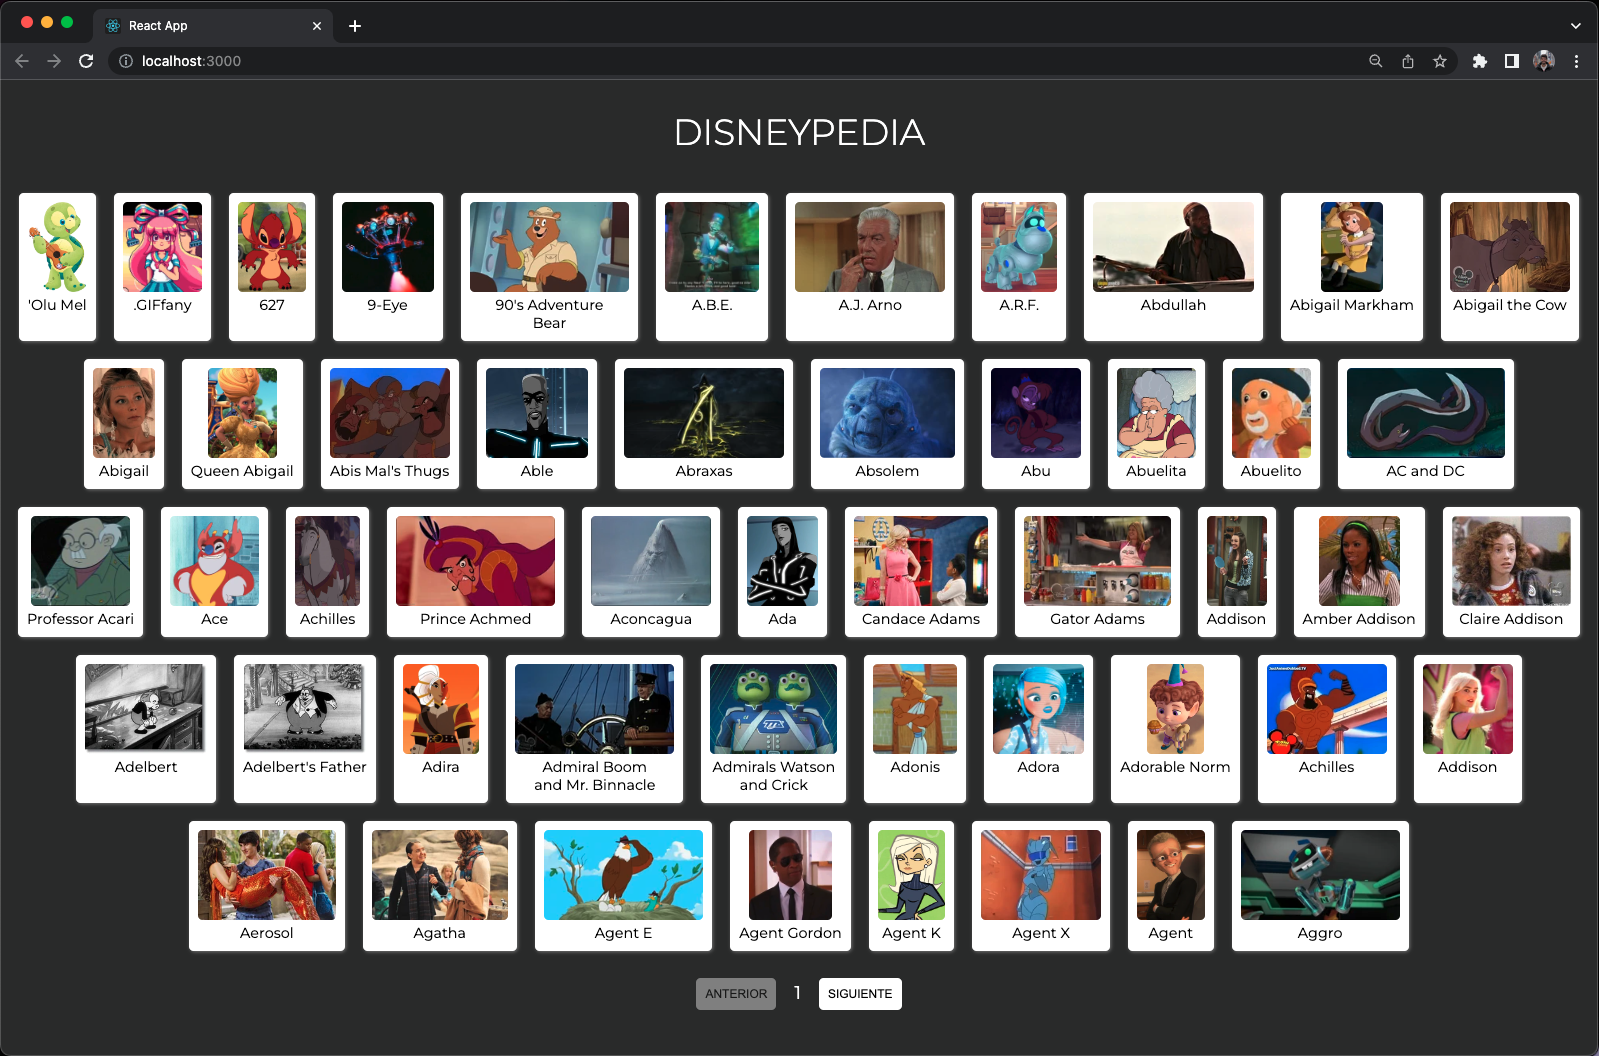 React App
localhost:3000
DISNEYPEDIA
'Olu Mel
.GIFfany
627
9-Eye
90's Adventure
Bear
A.B.E.
A.J. Arno
A.R.F.
Abdullah
Abigail Markham
Abigail the Cow
Abigail
Queen Abigail
Abis Mal's Thugs
Able
Abraxas
Absolem
Abu
Abuelita
Abuelito
AC and DC
Professor Acari
Ace
Achilles
Prince Achmed
Aconcagua
Ada
Candace Adams
Gator Adams
Addison
Amber Addison
Claire Addison
Adelbert
Adelbert's Father
Adira
Admiral Boom
and Mr. Binnacle
Admirals Watson
and Crick
Adonis
Adora
Adorable Norm
Achilles
Addison
Aerosol
Agatha
Agent E
Agent Gordon
Agent K
Agent X
Agent
Aggro
ANTERIOR
1
SIGUIENTE